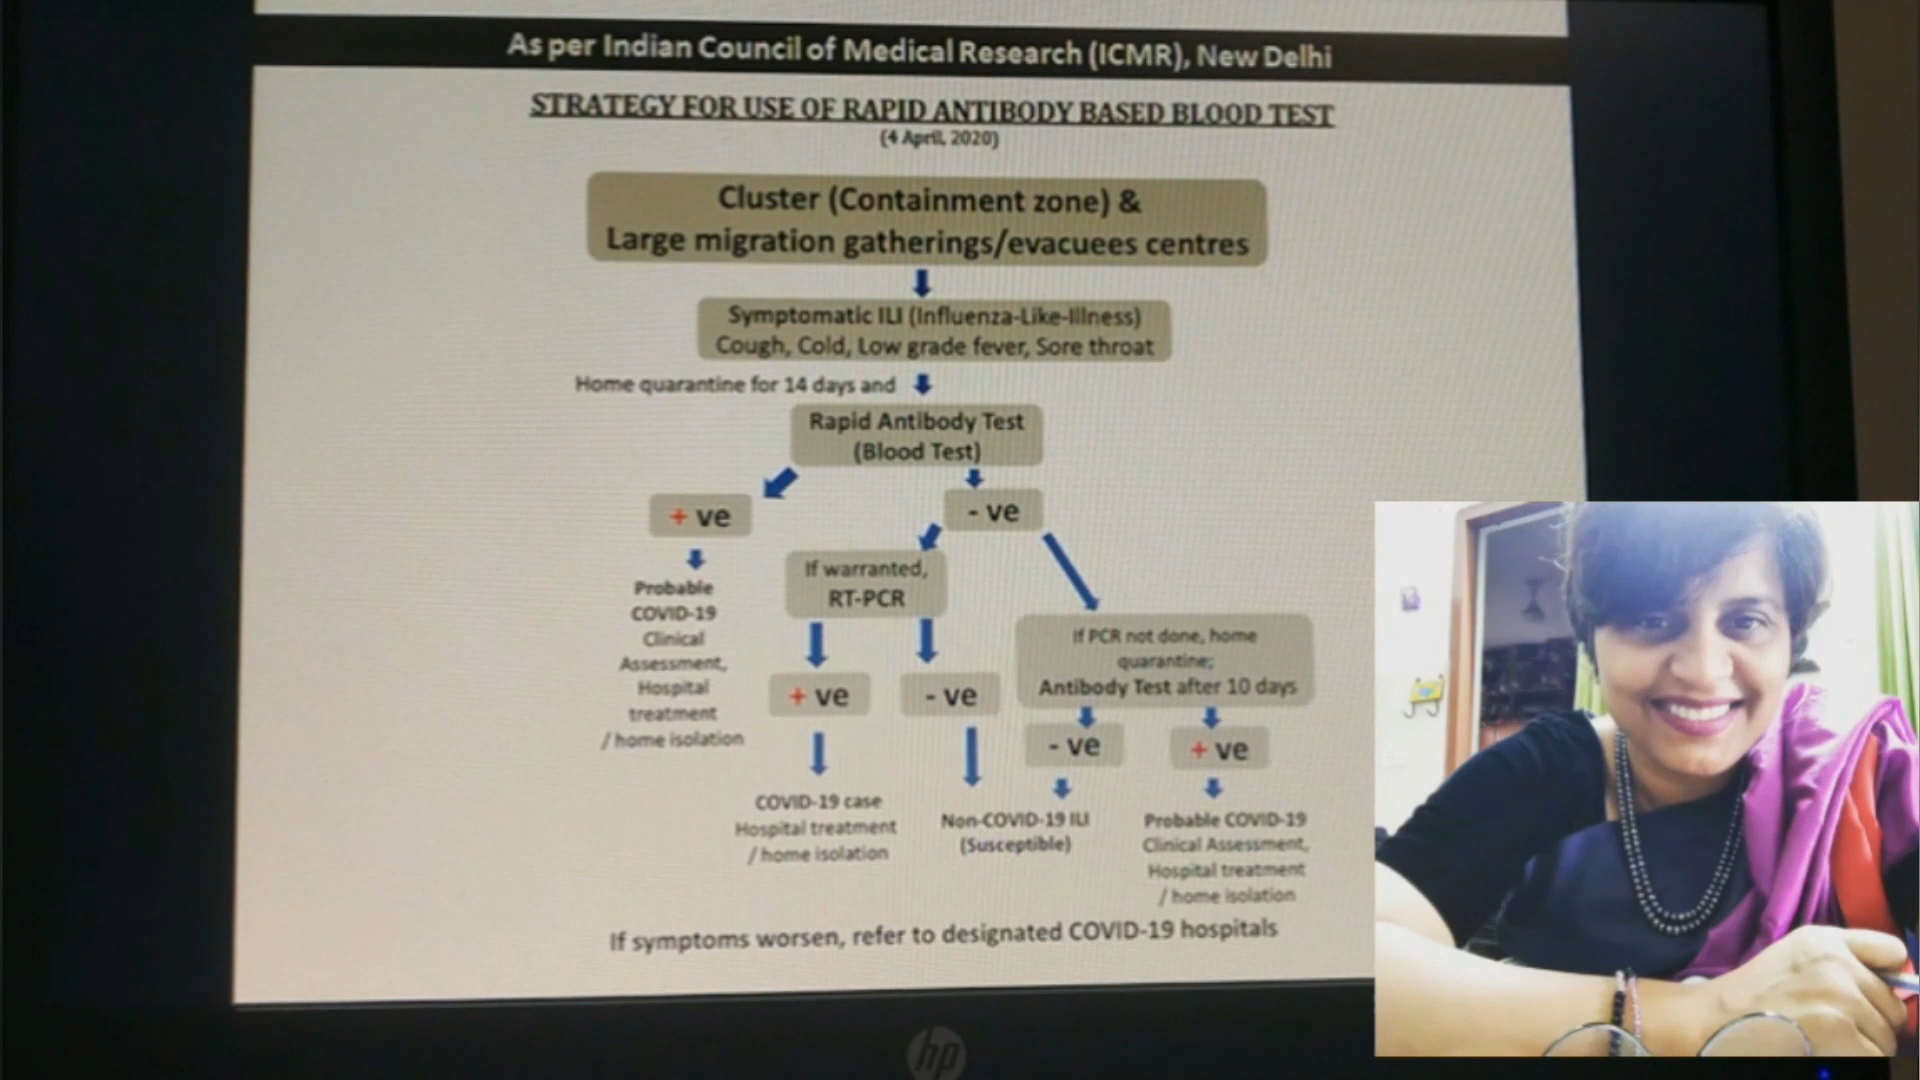 As per Indian Council of Medical Research (ICMR), New Delhi
STRATEGY FOR USE OF RAPID ANTIBODY BASED BLOOD TEST
(4 April, 2020)
Cluster (Containment zone) &
Large migration gatherings/evacuees centres
Symptomatic ILI (Influenza-Like-Illness)
Cough, Cold, Low grade fever, Sore throat
Home quarantine for 14 days and
Rapid Antibody Test
(Blood Test)
+ ve
- ve
Probable
COVID-19
Clinical
Assessment,
Hospital
treatment
/ home isolation
If warranted,
RT-PCR
+ ve
- ve
COVID-19 case
Hospital treatment
/ home isolation
If PCR not done, home
quarantine;
Antibody Test after 10 days
- ve
+ ve
Non-COVID-19 ILI
(Susceptible)
Probable COVID-19
Clinical Assessment,
Hospital treatment
/ home isolation
If symptoms worsen, refer to designated COVID-19 hospitals
hp